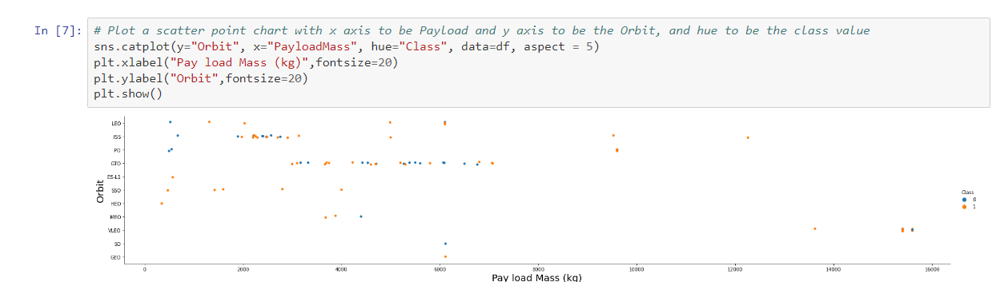 In [7]: # Plot a scatter point chart with x axis to be Payload and y axis to be the Orbit, and hue to be the class value
sns.catplot(y="Orbit", x="PayloadMass", hue="Class", data=df, aspect = 5)
plt.xlabel("Pay load Mass (kg)",fontsize=20)
plt.ylabel("Orbit",fontsize=20)
plt.show()
LEO
ISS
PO
GTO
ES-L1
SSO
HEO
MEO
VLEO
SO
GEO
Orbit
Class
0
1
0 2000 4000 6000 8000 10000 12000 14000 16000
Pay load Mass (kg)